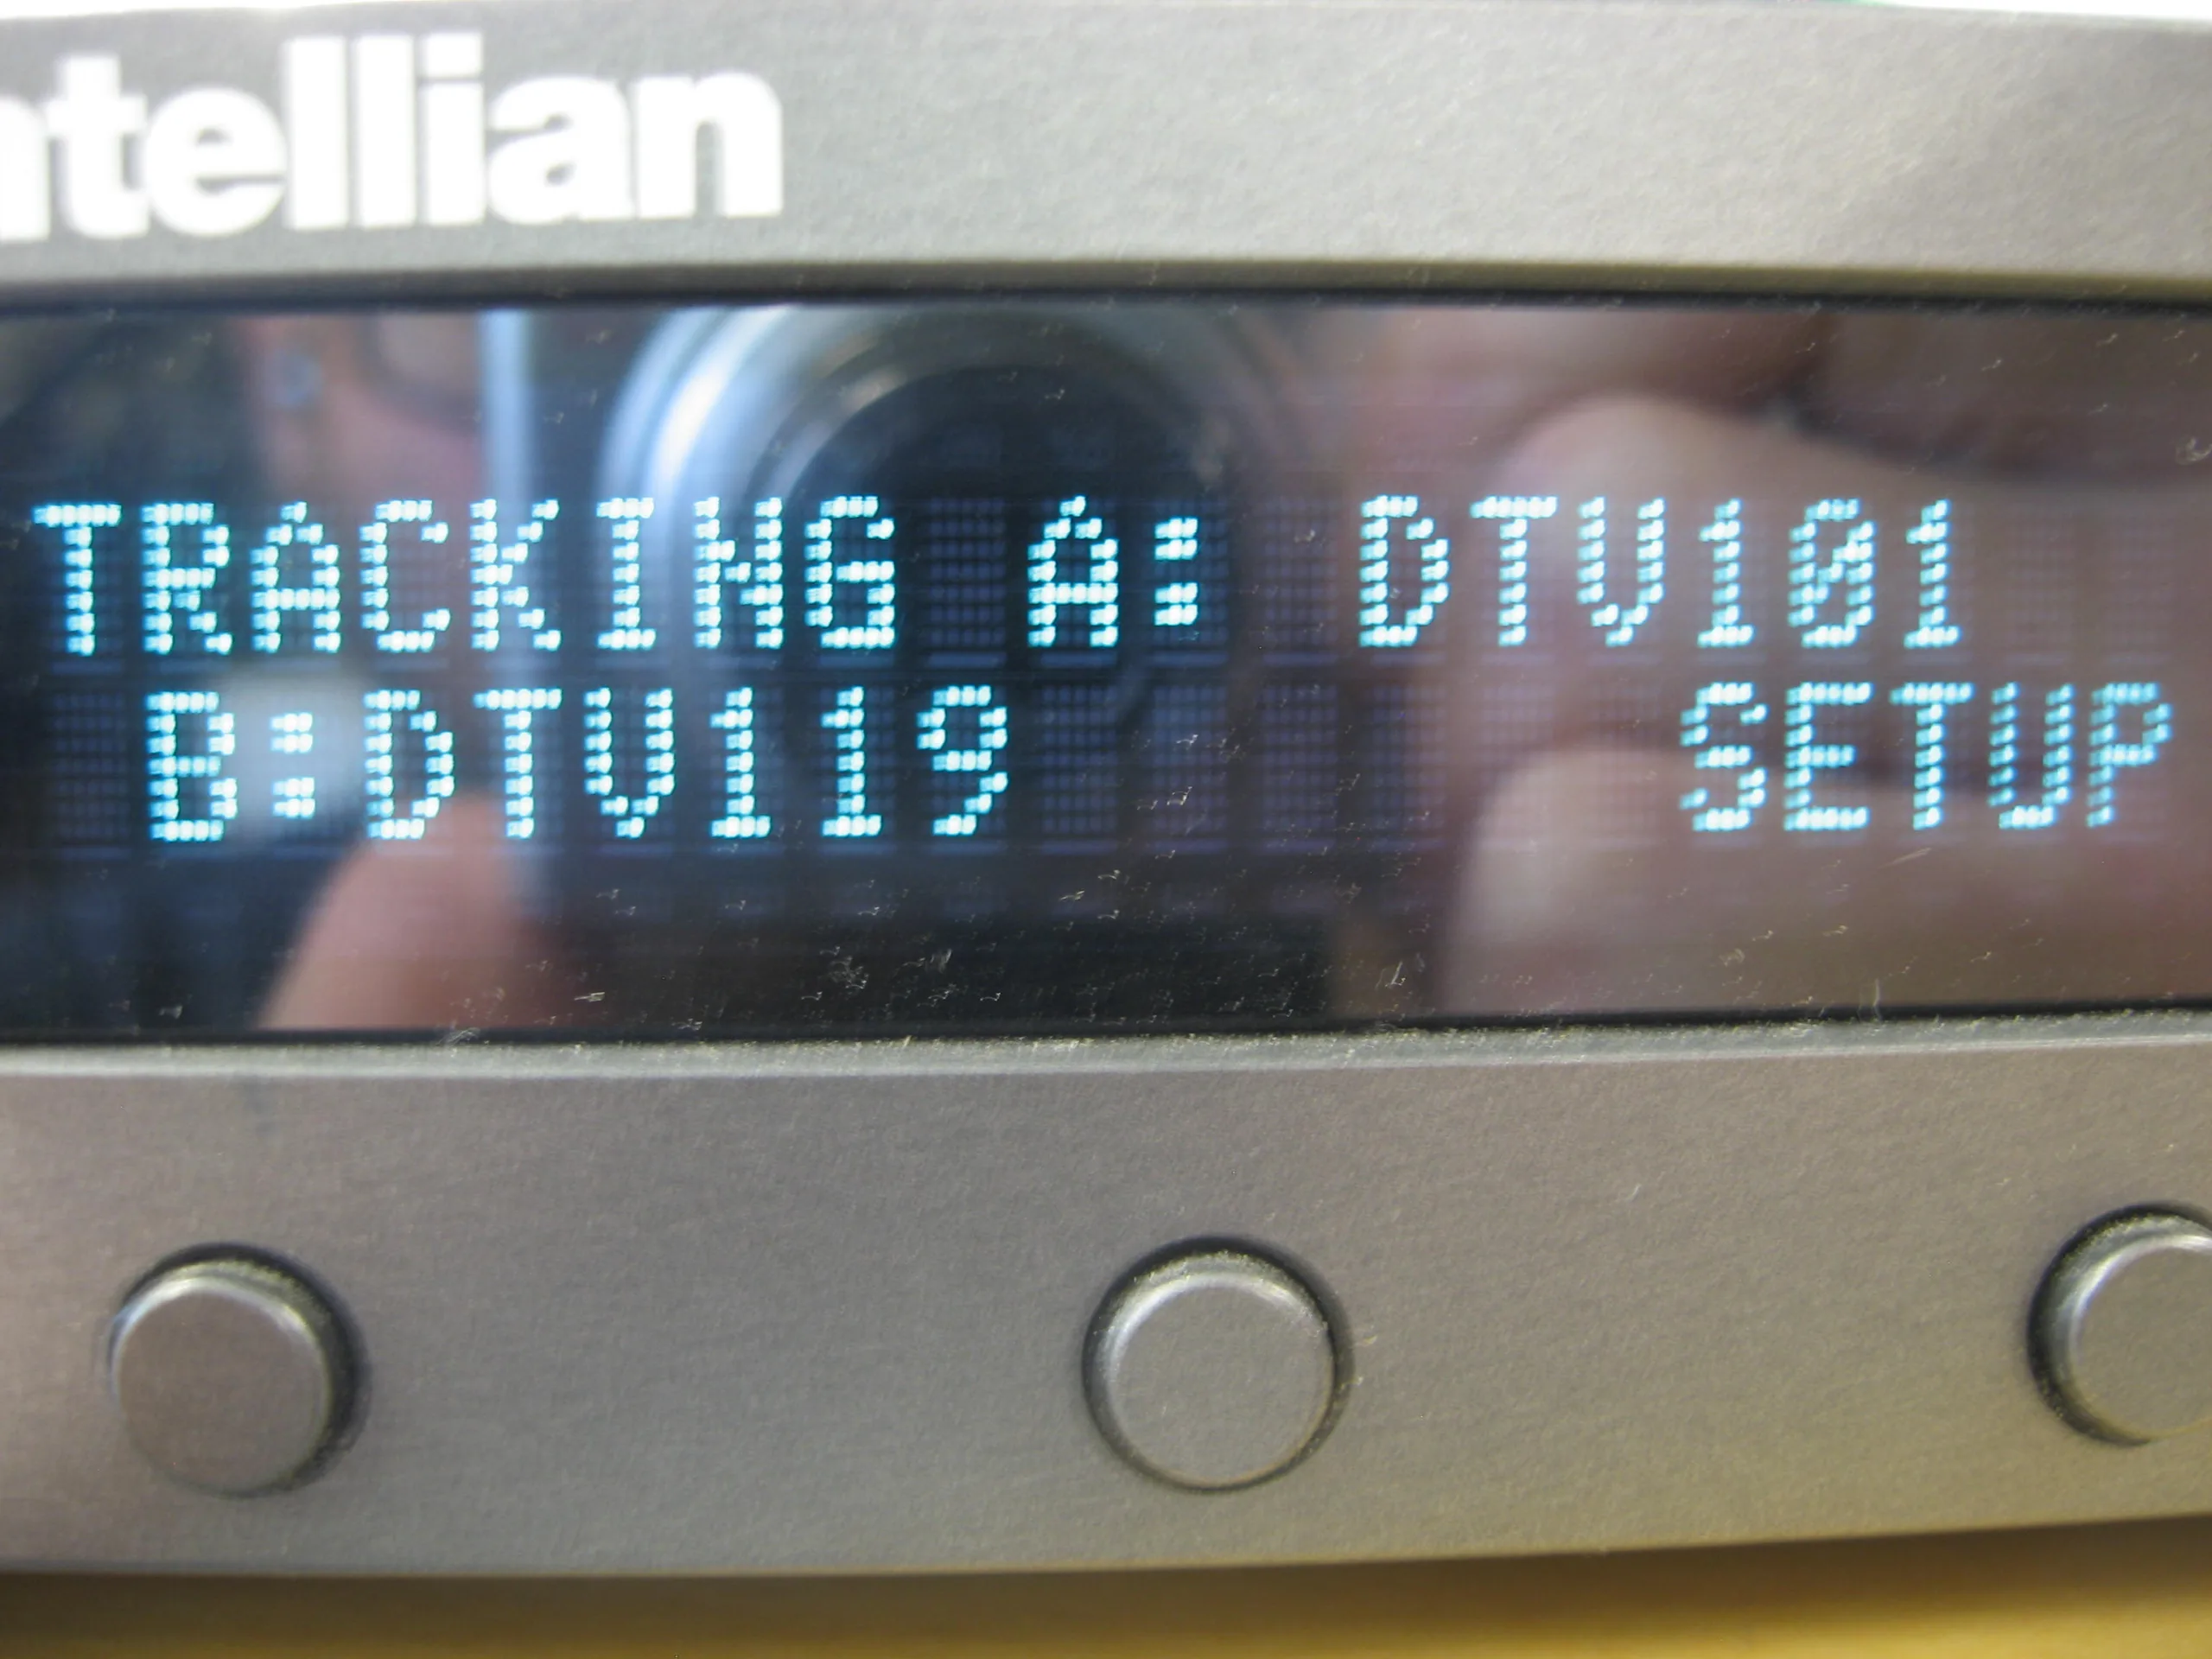 ntellian
TRACKING A: DTV101
B:DTV119 SETUP